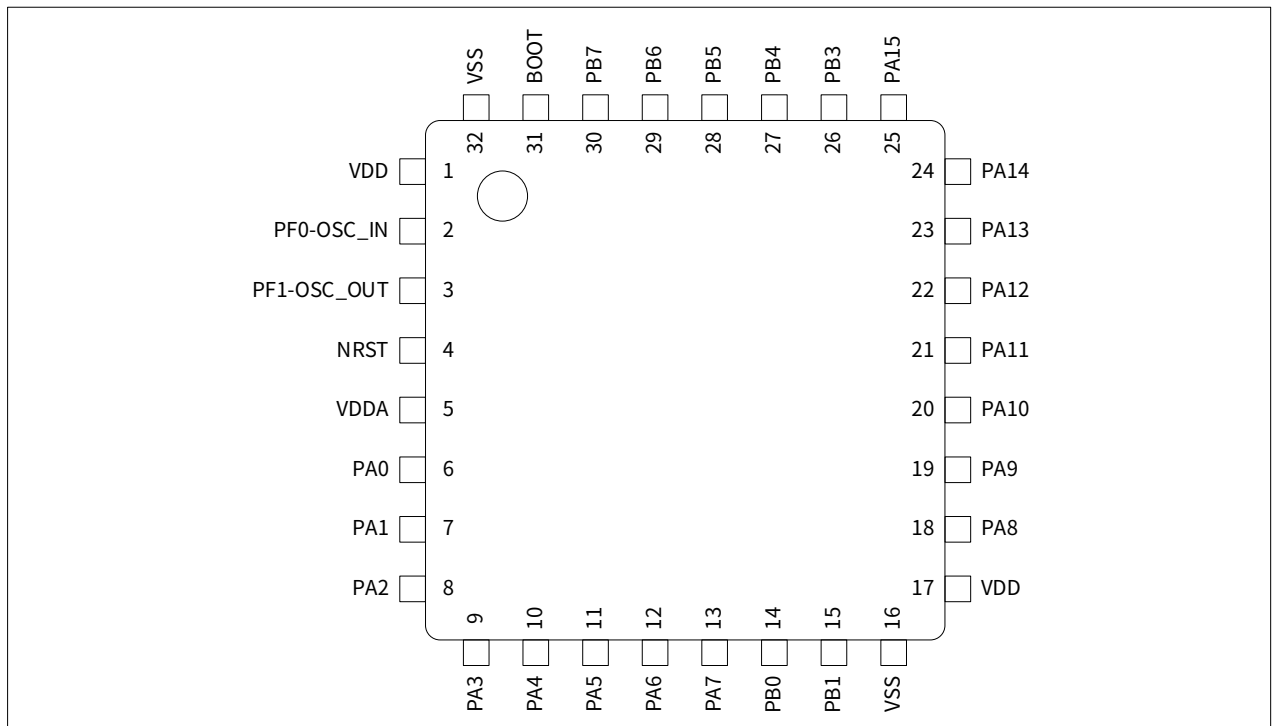 VSS
BOOT
PB7
PB6
PB5
PB4
PB3
PA15
32
31
30
29
28
27
26
25
VDD 1
24 PA14
PF0-OSC_IN 2
23 PA13
PF1-OSC_OUT 3
22 PA12
NRST 4
21 PA11
VDDA 5
20 PA10
PA0 6
19 PA9
PA1 7
18 PA8
PA2 8
17 VDD
9
10
11
12
13
14
15
16
PA3
PA4
PA5
PA6
PA7
PB0
PB1
VSS